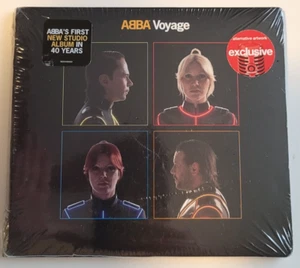 ABBA'S FIRST
NEW STUDIO
ALBUM IN
40 YEARS
ABBA Voyage
alternative artwork
exclusive